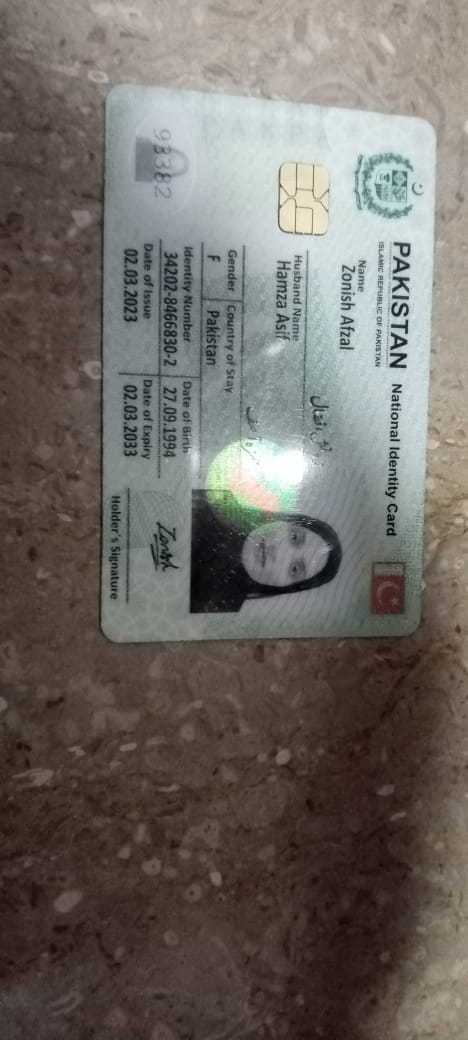 PAKISTAN National Identity Card
ISLAMIC REPUBLIC OF PAKISTAN
Name
Zonish Afzal
Husband Name
Hamza Asif
Gender Country of Stay
F Pakistan
Identity Number Date of Birth
34202-8466830-2 27.09.1994
Date of Issue Date of Expiry
02.03.2023 02.03.2033
Zonish
Holder's Signature